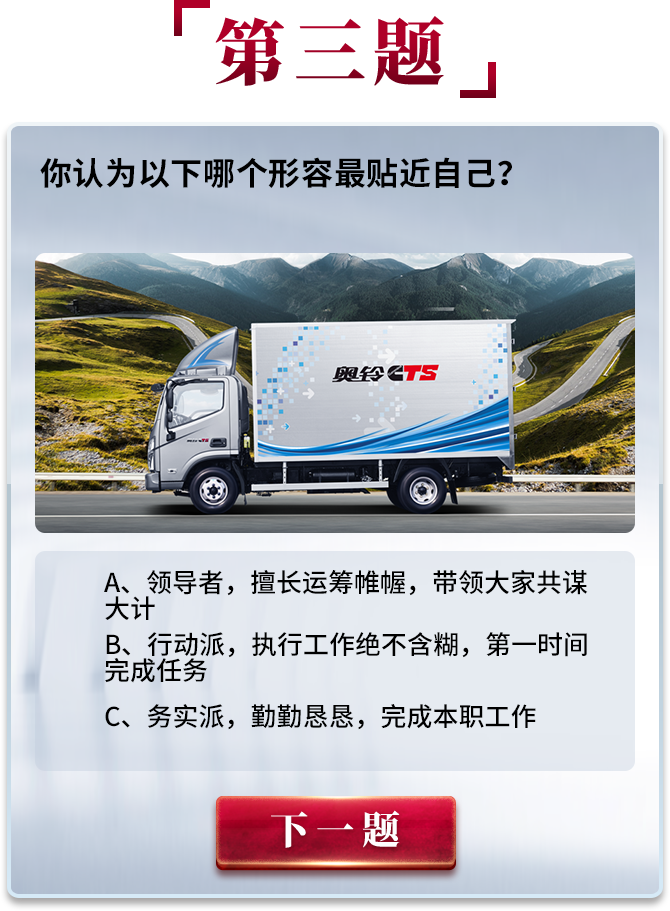 第三题
你认为以下哪个形容最贴近自己？
奥铃CTS
A、领导者，擅长运筹帷幄，带领大家共谋
大计
B、行动派，执行工作绝不含糊，第一时间
完成任务
C、务实派，勤勤恳恳，完成本职工作
下一题